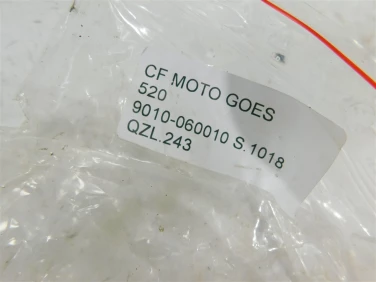 CF MOTO GOES
520
9010-060010 S.1018
QZL.243